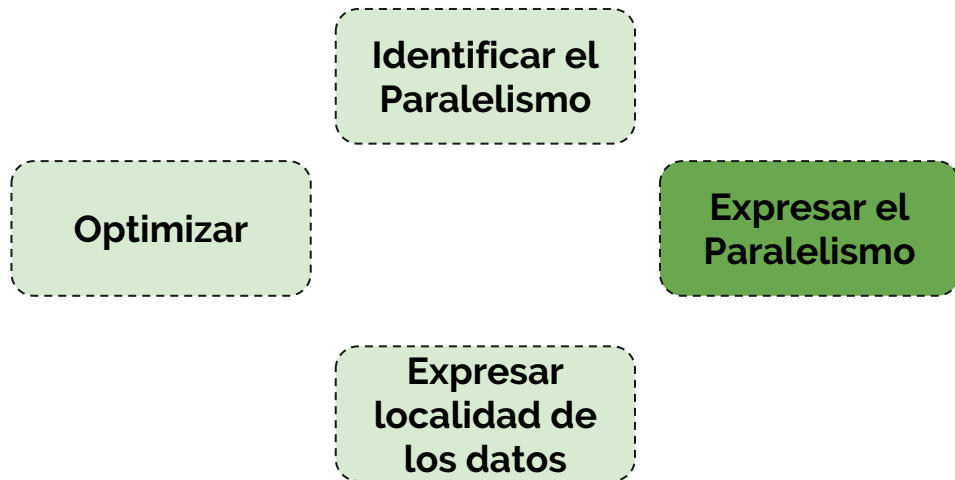 Identificar el
Paralelismo
Optimizar
Expresar el
Paralelismo
Expresar
localidad de
los datos